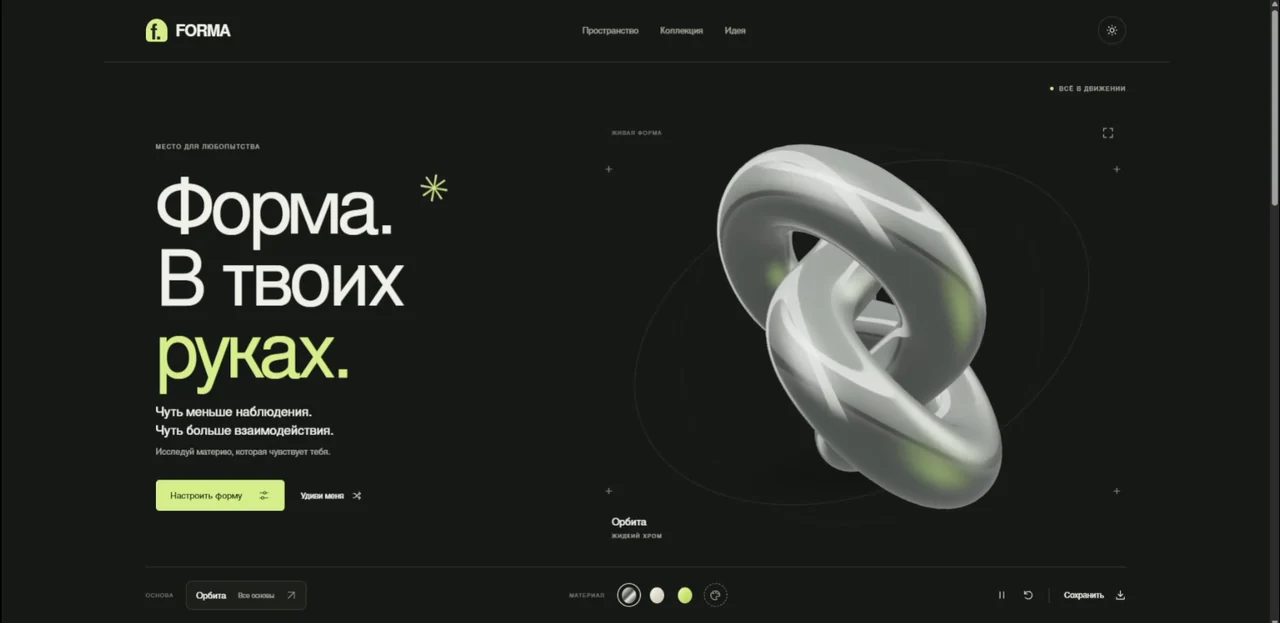 f. FORMA
Пространство Коллекция Идея
ВСЁ В ДВИЖЕНИИ
ЖИВАЯ ФОРМА
МЕСТО ДЛЯ ЛЮБОПЫТСТВА
Форма.
В твоих
руках.
Чуть меньше наблюдения.
Чуть больше взаимодействия.
Исследуй материю, которая чувствует тебя.
Настроить форму Удиви меня
Орбита
ЖИДКИЙ ХРОМ
ОСНОВА Орбита Все основы МАТЕРИАЛ Сохранить